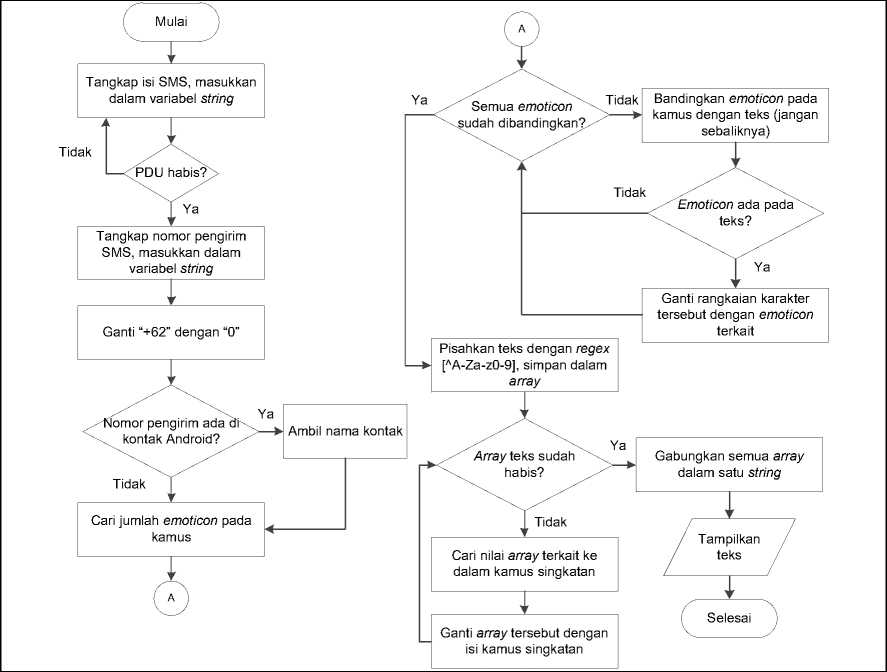 Mulai
Tangkap isi SMS, masukkan
dalam variabel string
Tidak
PDU habis?
Ya
Tangkap nomor pengirim
SMS, masukkan dalam
variabel string
Ganti “+62” dengan “0”
Nomor pengirim ada di
kontak Android?
Ya
Ambil nama kontak
Tidak
Cari jumlah emoticon pada
kamus
A
A
Semua emoticon
sudah dibandingkan?
Ya
Tidak
Bandingkan emoticon pada
kamus dengan teks (jangan
sebaliknya)
Emoticon ada pada
teks?
Tidak
Ya
Ganti rangkaian karakter
tersebut dengan emoticon
terkait
Pisahkan teks dengan regex
[^A-Za-z0-9], simpan dalam
array
Array teks sudah
habis?
Ya
Gabungkan semua array
dalam satu string
Tidak
Cari nilai array terkait ke
dalam kamus singkatan
Ganti array tersebut dengan
isi kamus singkatan
Tampilkan
teks
Selesai